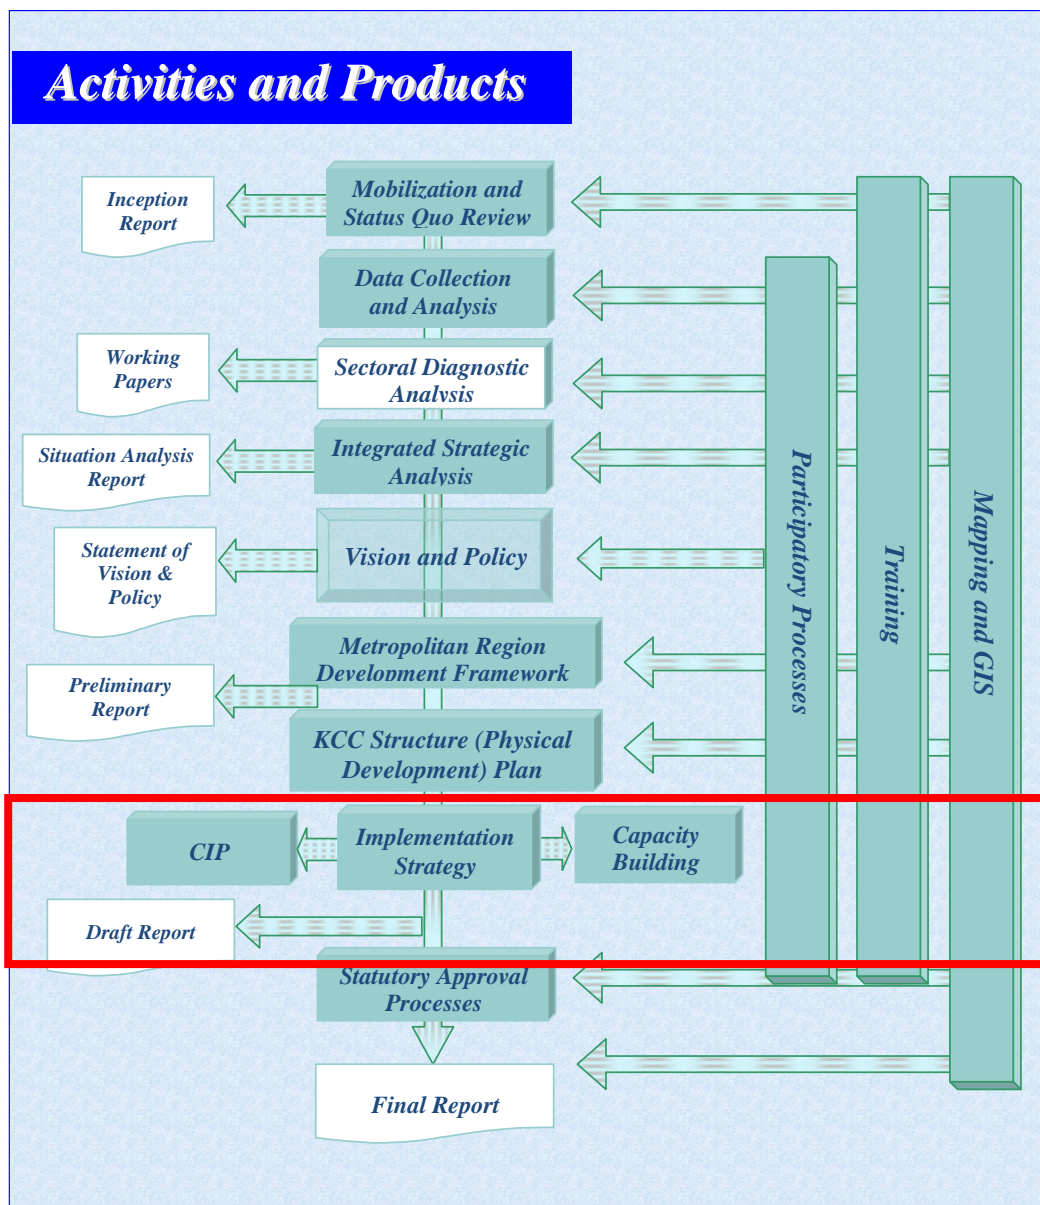 Activities and Products
Inception
Report
Mobilization and
Status Quo Review
Data Collection
and Analysis
Working
Papers
Sectoral Diagnostic
Analysis
Situation Analysis
Report
Integrated Strategic
Analysis
Statement of
Vision &
Policy
Vision and Policy
Metropolitan Region
Development Framework
Preliminary
Report
KCC Structure (Physical
Development) Plan
CIP
Implementation
Strategy
Capacity
Building
Draft Report
Statutory Approval
Processes
Final Report
Participatory Processes
Training
Mapping and GIS